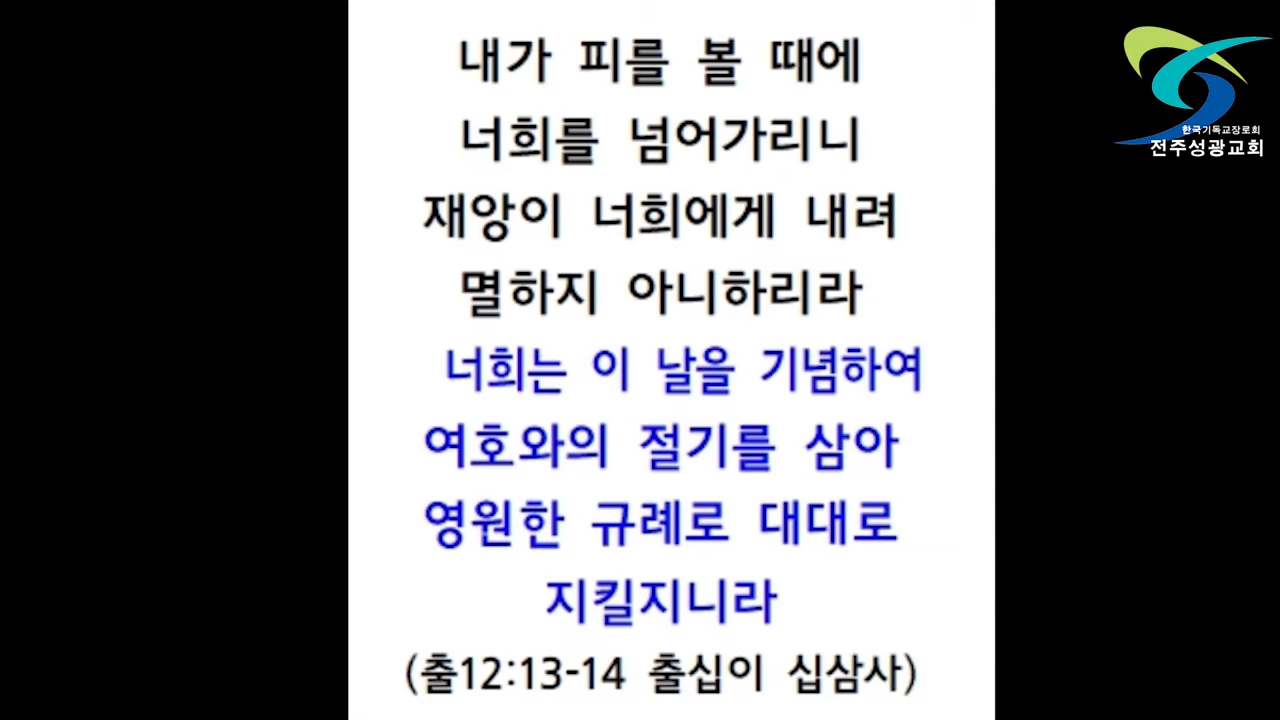 내가 피를 볼 때에
너희를 넘어가리니
재앙이 너희에게 내려
멸하지 아니하리라
너희는 이 날을 기념하여
여호와의 절기를 삼아
영원한 규례로 대대로
지킬지니라
(출12:13-14 출십이 십삼사)
한국기독교장로회
전주성광교회